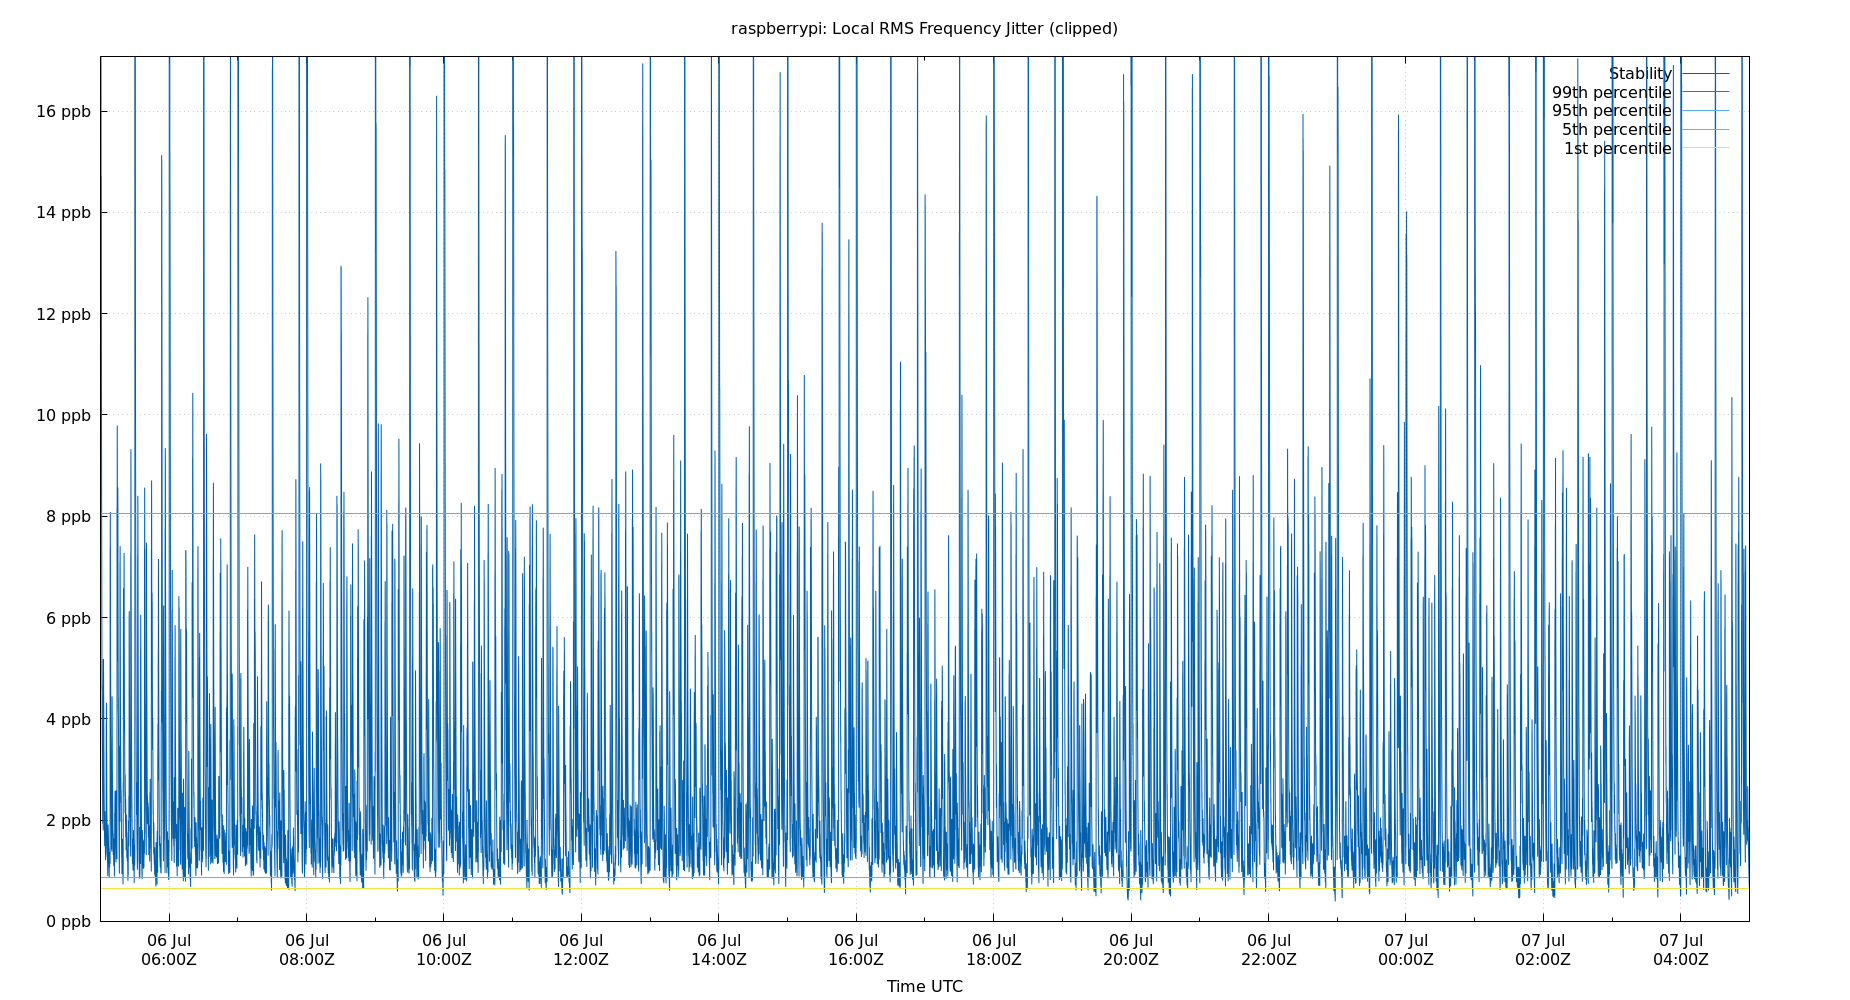 raspberrypi: Local RMS Frequency Jitter (clipped)
Stability
99th percentile
95th percentile
5th percentile
1st percentile
16 ppb
14 ppb
12 ppb
10 ppb
8 ppb
6 ppb
4 ppb
2 ppb
0 ppb
06 Jul 06 Jul 06 Jul 06 Jul 06 Jul 06 Jul 06 Jul 06 Jul 06 Jul 07 Jul 07 Jul 07 Jul
06:00Z 08:00Z 10:00Z 12:00Z 14:00Z 16:00Z 18:00Z 20:00Z 22:00Z 00:00Z 02:00Z 04:00Z
Time UTC